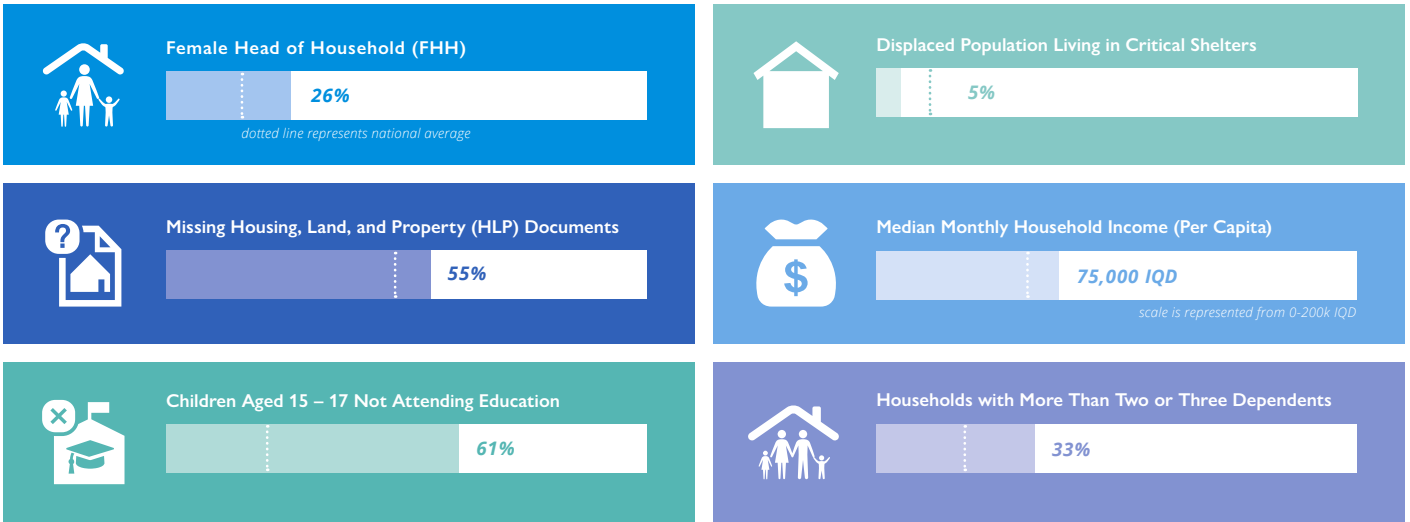 Female Head of Household (FHH)
26%
dotted line represents national average
Displaced Population Living in Critical Shelters
5%
?
Missing Housing, Land, and Property (HLP) Documents
55%
$
Median Monthly Household Income (Per Capita)
75,000 IQD
scale is represented from 0-200k IQD
Children Aged 15 – 17 Not Attending Education
61%
Households with More Than Two or Three Dependents
33%